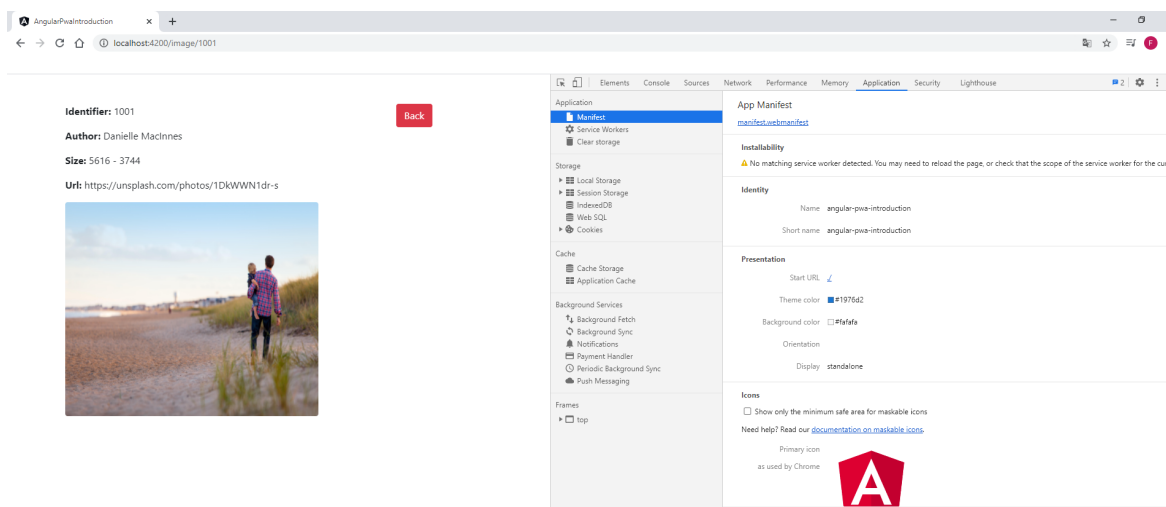 AngularPwaIntroduction
localhost:4200/image/1001
Identifier: 1001
Back
Author: Danielle MacInnes
Size: 5616 - 3744
Url: https://unsplash.com/photos/1DkWWN1dr-s
Elements Console Sources Network Performance Memory Application Security Lighthouse 2
Application
Manifest
Service Workers
Clear storage
Storage
Local Storage
Session Storage
IndexedDB
Web SQL
Cookies
Cache
Cache Storage
Application Cache
Background Services
Background Fetch
Background Sync
Notifications
Payment Handler
Periodic Background Sync
Push Messaging
Frames
top
App Manifest
manifest.webmanifest
Installability
No matching service worker detected. You may need to reload the page, or check that the scope of the service worker for the cu
Identity
Name angular-pwa-introduction
Short name angular-pwa-introduction
Presentation
Start URL /
Theme color #1976d2
Background color #fafafa
Orientation
Display standalone
Icons
Show only the minimum safe area for maskable icons
Need help? Read our documentation on maskable icons.
Primary icon
as used by Chrome
A
F